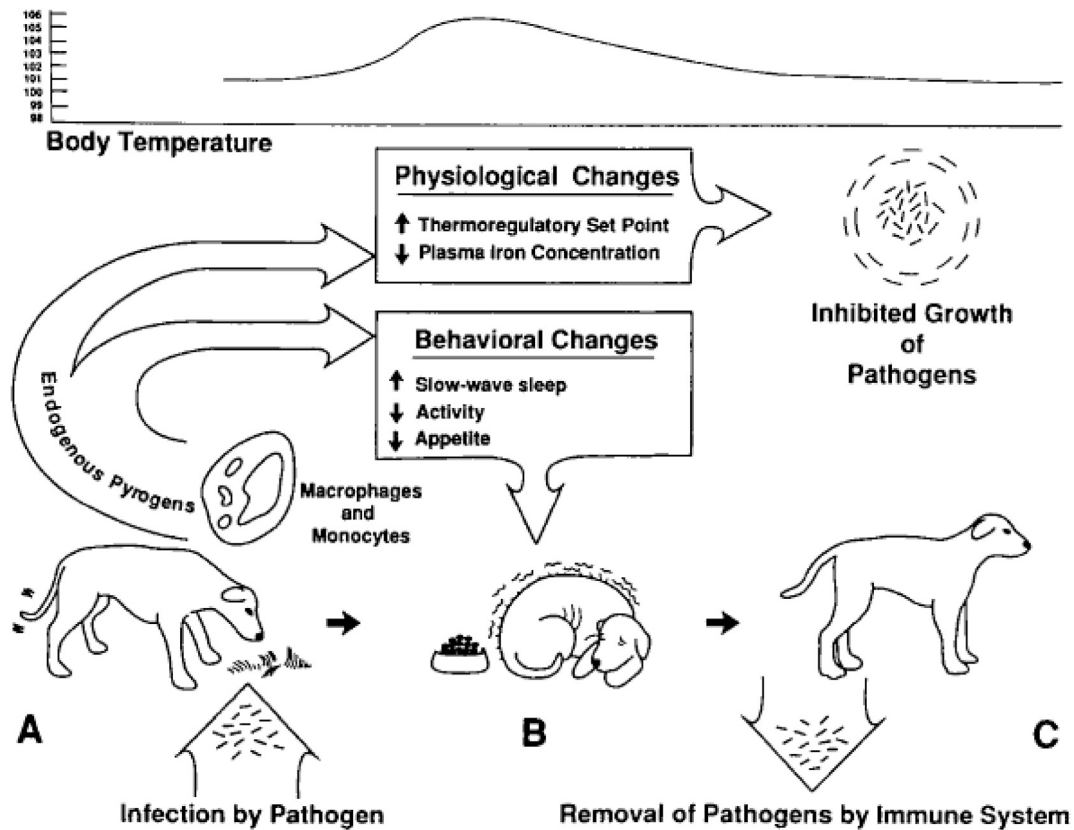 106
105
104
103
102
101
100
99
98
Body Temperature
Physiological Changes
↑ Thermoregulatory Set Point
↓ Plasma Iron Concentration
Behavioral Changes
↑ Slow-wave sleep
↓ Activity
↓ Appetite
Inhibited Growth
of
Pathogens
Endogenous Pyrogens
Macrophages
and
Monocytes
A
B
C
Infection by Pathogen
Removal of Pathogens by Immune System